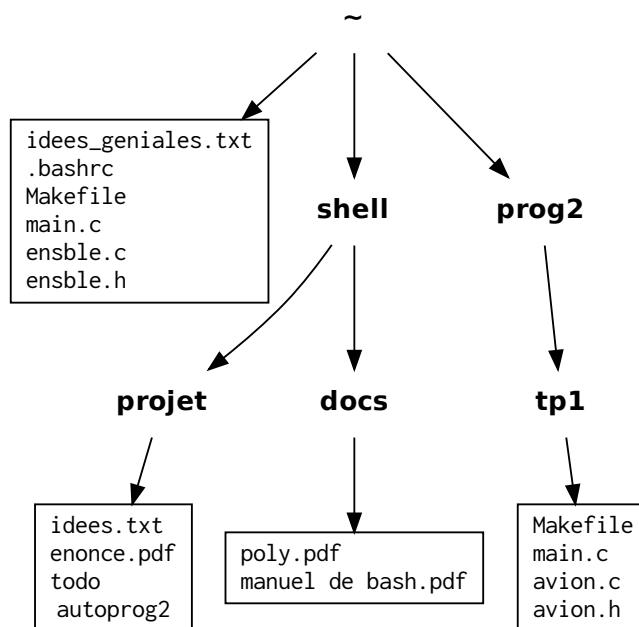 ~
idees_geniales.txt
.bashrc
Makefile
main.c
ensble.c
ensble.h
shell
prog2
projet
docs
tp1
idees.txt
enonce.pdf
todo
autoprog2
poly.pdf
manuel de bash.pdf
Makefile
main.c
avion.c
avion.h